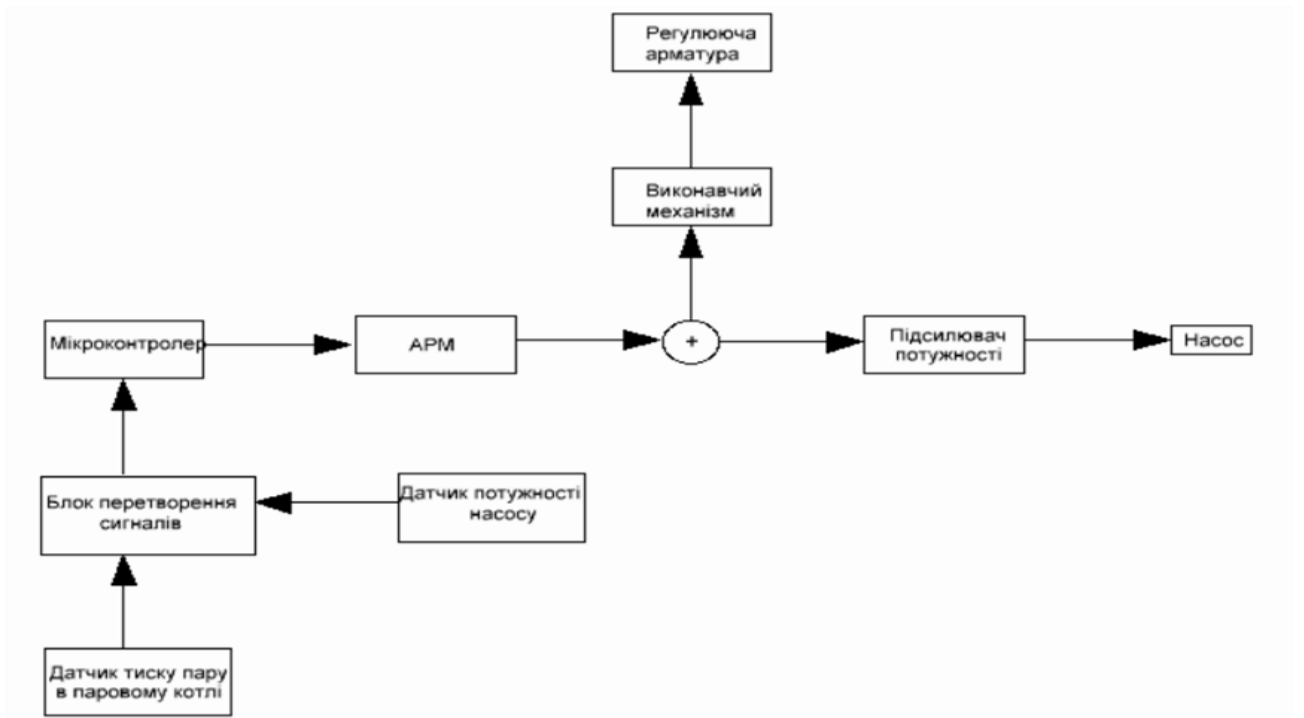 Регулююча
арматура
Виконавчий
механізм
Мікроконтролер
АРМ
+
Підсилювач
потужності
Насос
Блок перетворення
сигналів
Датчик потужності
насосу
Датчик тиску пару
в паровому котлі